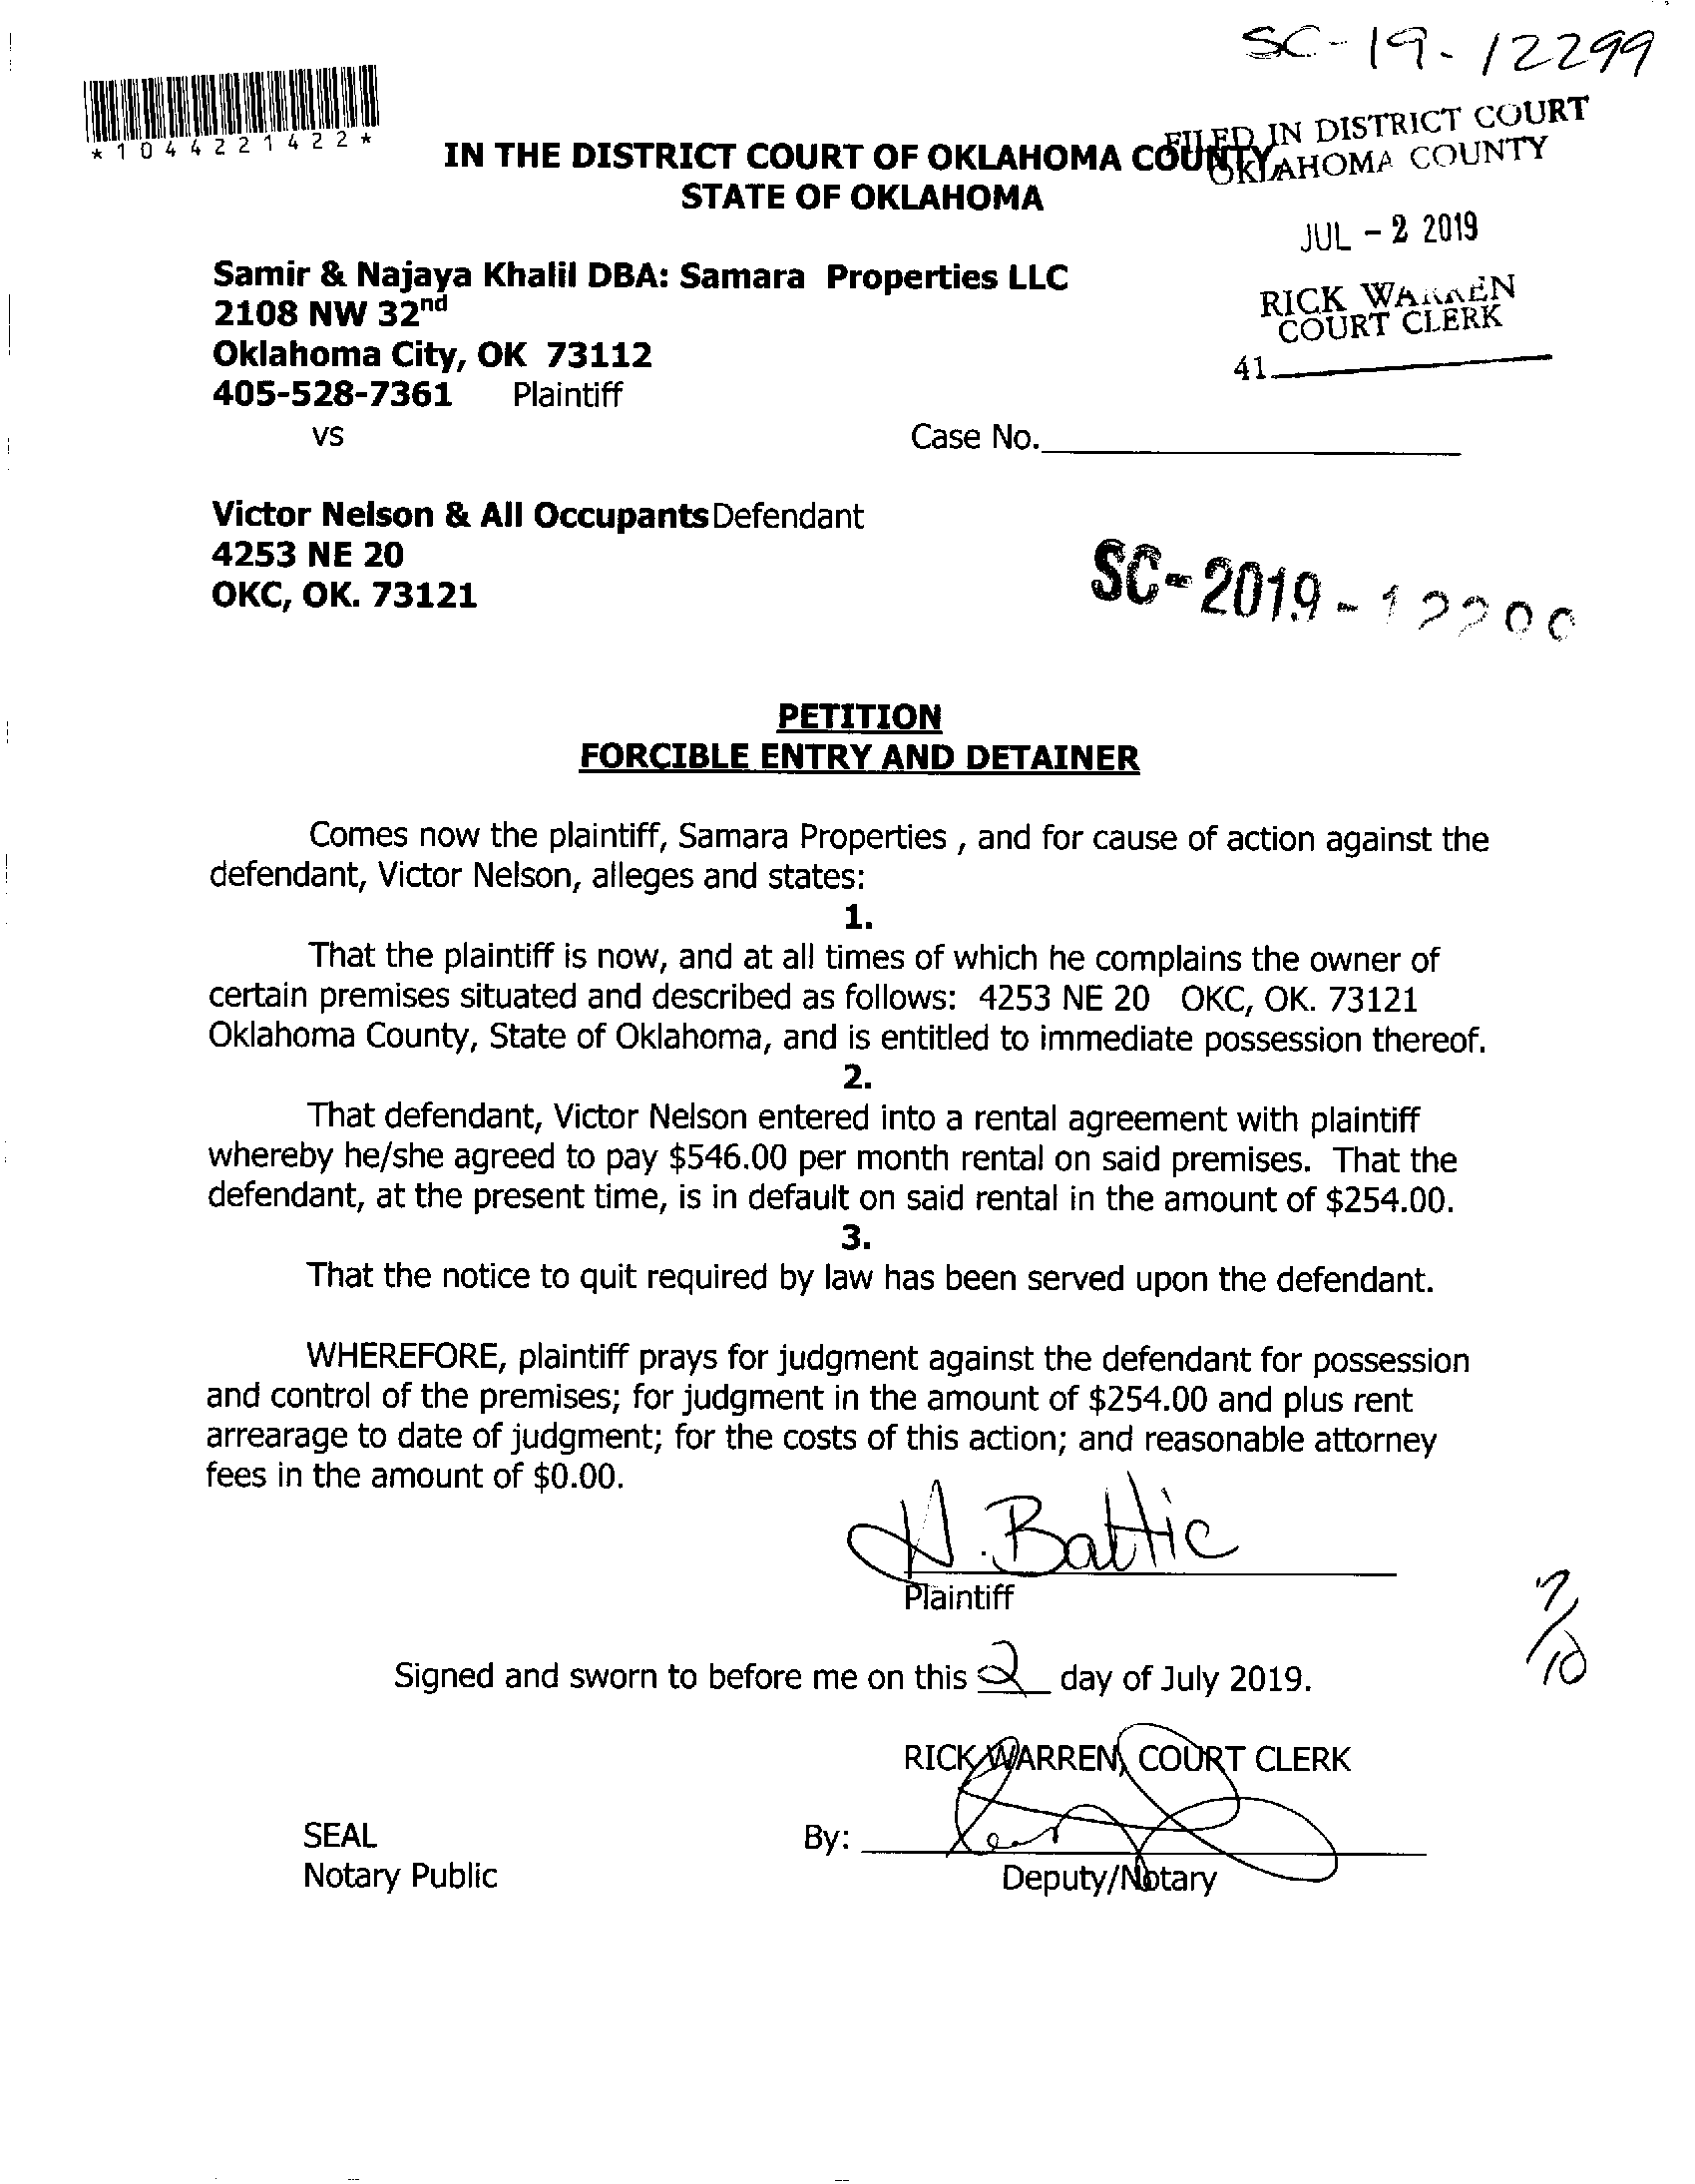 SC-19-12299
*1044221422*
FILED IN DISTRICT COURT
OKLAHOMA COUNTY
IN THE DISTRICT COURT OF OKLAHOMA COUNTY
STATE OF OKLAHOMA
JUL - 2 2019
Samir & Najaya Khalil DBA: Samara Properties LLC
2108 NW 32nd
RICK WARREN
COURT CLERK
Oklahoma City, OK 73112
41
405-528-7361 Plaintiff
vs
Case No.
Victor Nelson & All Occupants Defendant
4253 NE 20
OKC, OK. 73121
SC-2019-
PETITION
FORCIBLE ENTRY AND DETAINER
Comes now the plaintiff, Samara Properties , and for cause of action against the
defendant, Victor Nelson, alleges and states:
1.
That the plaintiff is now, and at all times of which he complains the owner of
certain premises situated and described as follows: 4253 NE 20 OKC, OK. 73121
Oklahoma County, State of Oklahoma, and is entitled to immediate possession thereof.
2.
That defendant, Victor Nelson entered into a rental agreement with plaintiff
whereby he/she agreed to pay $546.00 per month rental on said premises. That the
defendant, at the present time, is in default on said rental in the amount of $254.00.
3.
That the notice to quit required by law has been served upon the defendant.
WHEREFORE, plaintiff prays for judgment against the defendant for possession
and control of the premises; for judgment in the amount of $254.00 and plus rent
arrearage to date of judgment; for the costs of this action; and reasonable attorney
fees in the amount of $0.00.
Battic
Plaintiff
7/10
Signed and sworn to before me on this 2 day of July 2019.
RICK WARREN, COURT CLERK
SEAL
By:
Notary Public
Deputy/Notary